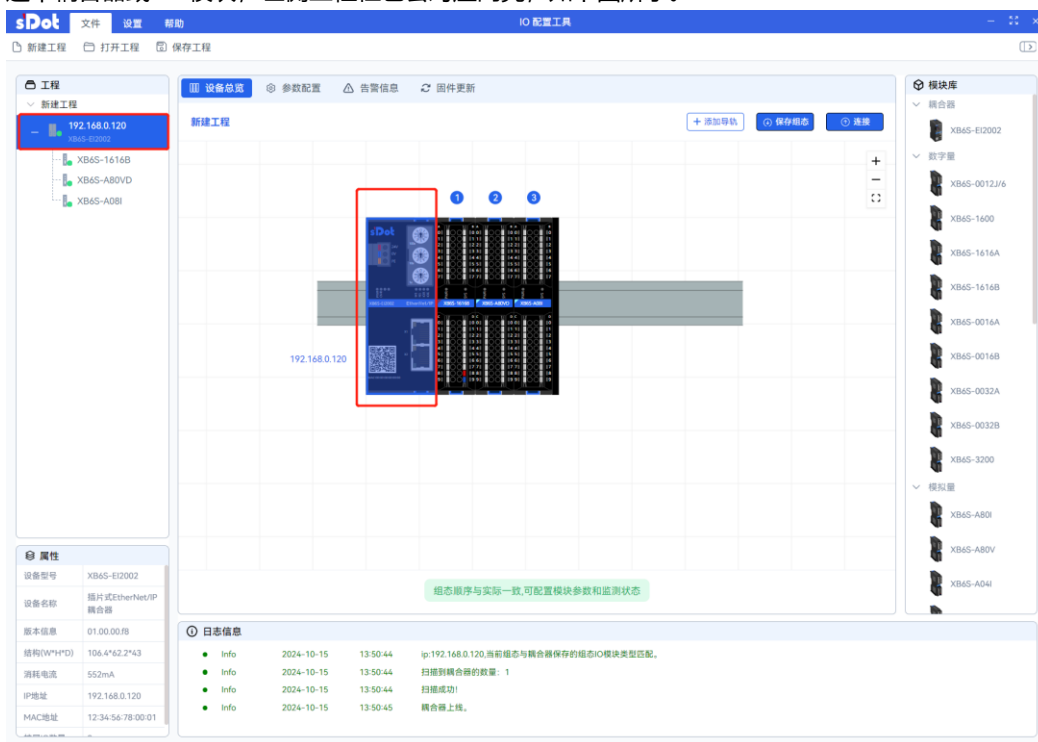 sDot 文件 设置 帮助 IO 配置工具
新建工程 打开工程 保存工程
工程
新建工程
192.168.0.120
XB6S-EI2002
XB6S-1616B
XB6S-A80VD
XB6S-A08I
设备总览 参数配置 告警信息 固件更新
新建工程 + 添加导轨 保存组态 连接
1 2 3
sDot
192.168.0.120
组态顺序与实际一致,可配置模块参数和监测状态
模块库
耦合器
XB6S-EI2002
数字量
XB6S-0012J/6
XB6S-1600
XB6S-1616A
XB6S-1616B
XB6S-0016A
XB6S-0016B
XB6S-0032A
XB6S-0032B
XB6S-3200
模拟量
XB6S-A80I
XB6S-A80V
XB6S-A04I
属性
设备型号 XB6S-EI2002
设备名称 插片式EtherNet/IP
耦合器
版本信息 01.00.00.f8
结构(W*H*D) 106.4*62.2*43
消耗电流 552mA
IP地址 192.168.0.120
MAC地址 12:34:56:78:00:01
日志信息
Info 2024-10-15 13:50:44 ip:192.168.0.120,当前组态与耦合器保存的组态IO模块类型匹配。
Info 2024-10-15 13:50:44 扫描到耦合器的数量: 1
Info 2024-10-15 13:50:44 扫描成功!
Info 2024-10-15 13:50:45 耦合器上线。